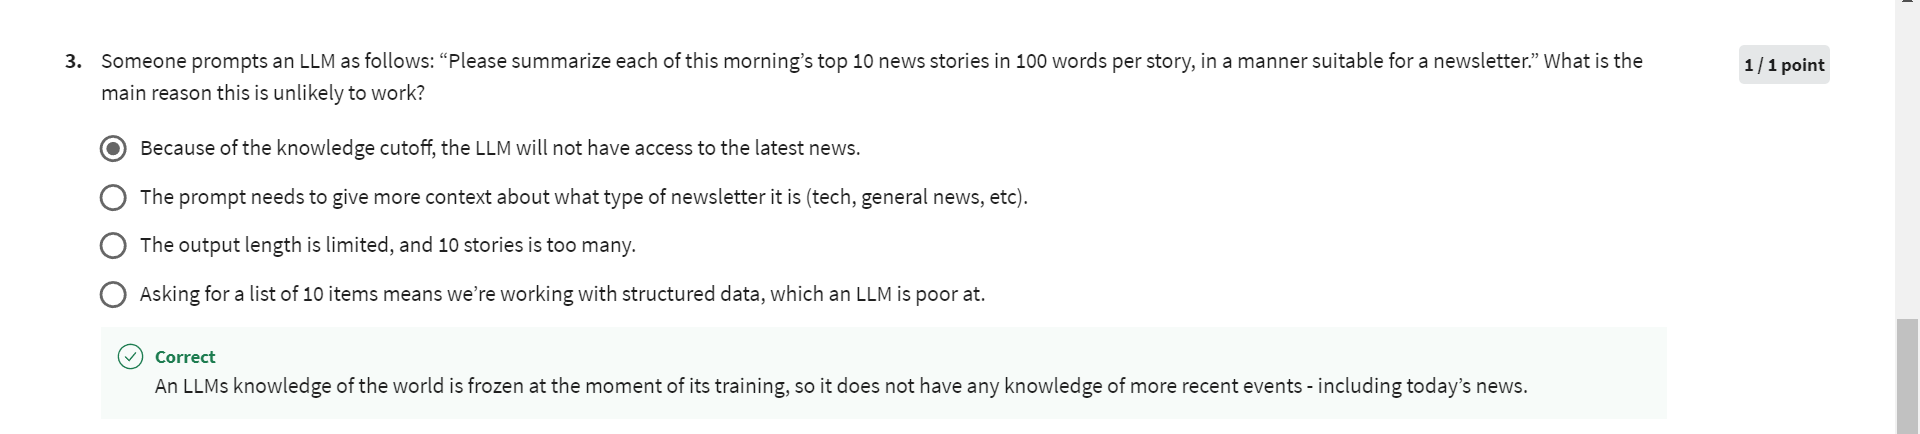 3. Someone prompts an LLM as follows: “Please summarize each of this morning’s top 10 news stories in 100 words per story, in a manner suitable for a newsletter.” What is the
1 / 1 point
main reason this is unlikely to work?
Because of the knowledge cutoff, the LLM will not have access to the latest news.
The prompt needs to give more context about what type of newsletter it is (tech, general news, etc).
The output length is limited, and 10 stories is too many.
Asking for a list of 10 items means we’re working with structured data, which an LLM is poor at.
Correct
An LLMs knowledge of the world is frozen at the moment of its training, so it does not have any knowledge of more recent events - including today’s news.